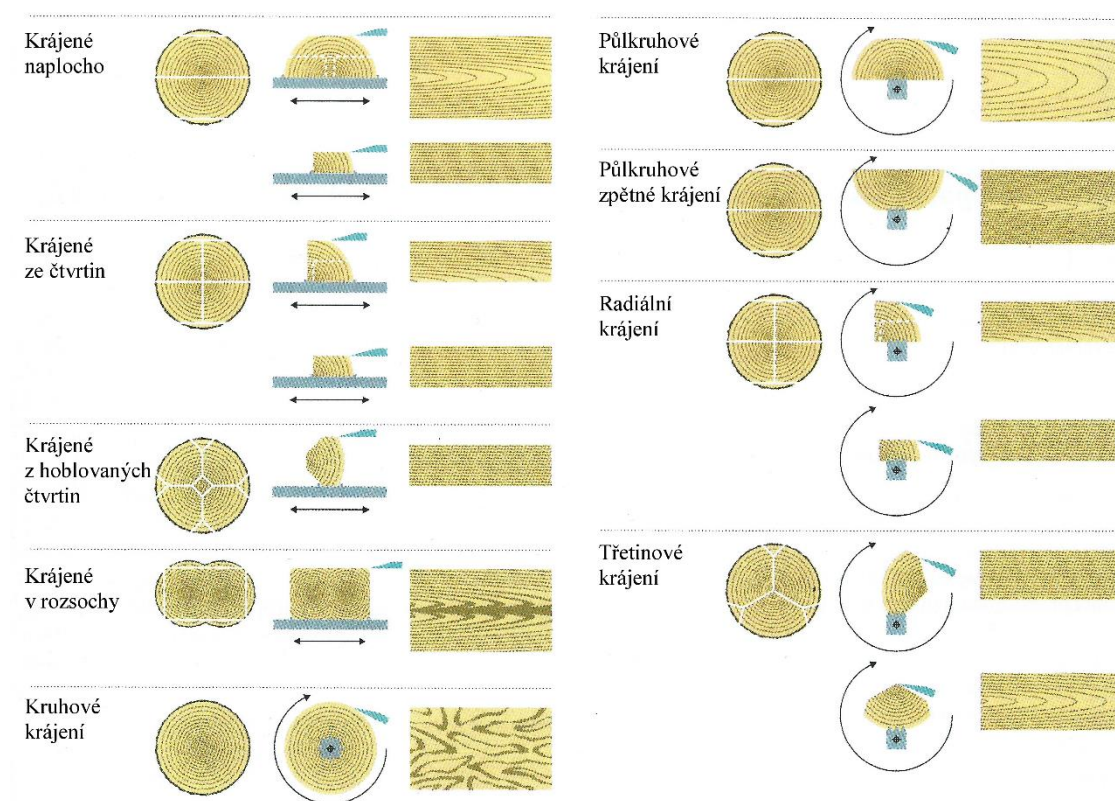 Krájené
naplocho
Krájené
ze čtvrtin
Krájené
z hoblovaných
čtvrtin
Krájené
v rozsochy
Kruhové
krájení
Půlkruhové
krájení
Půlkruhové
zpětné krájení
Radiální
krájení
Třetinové
krájení